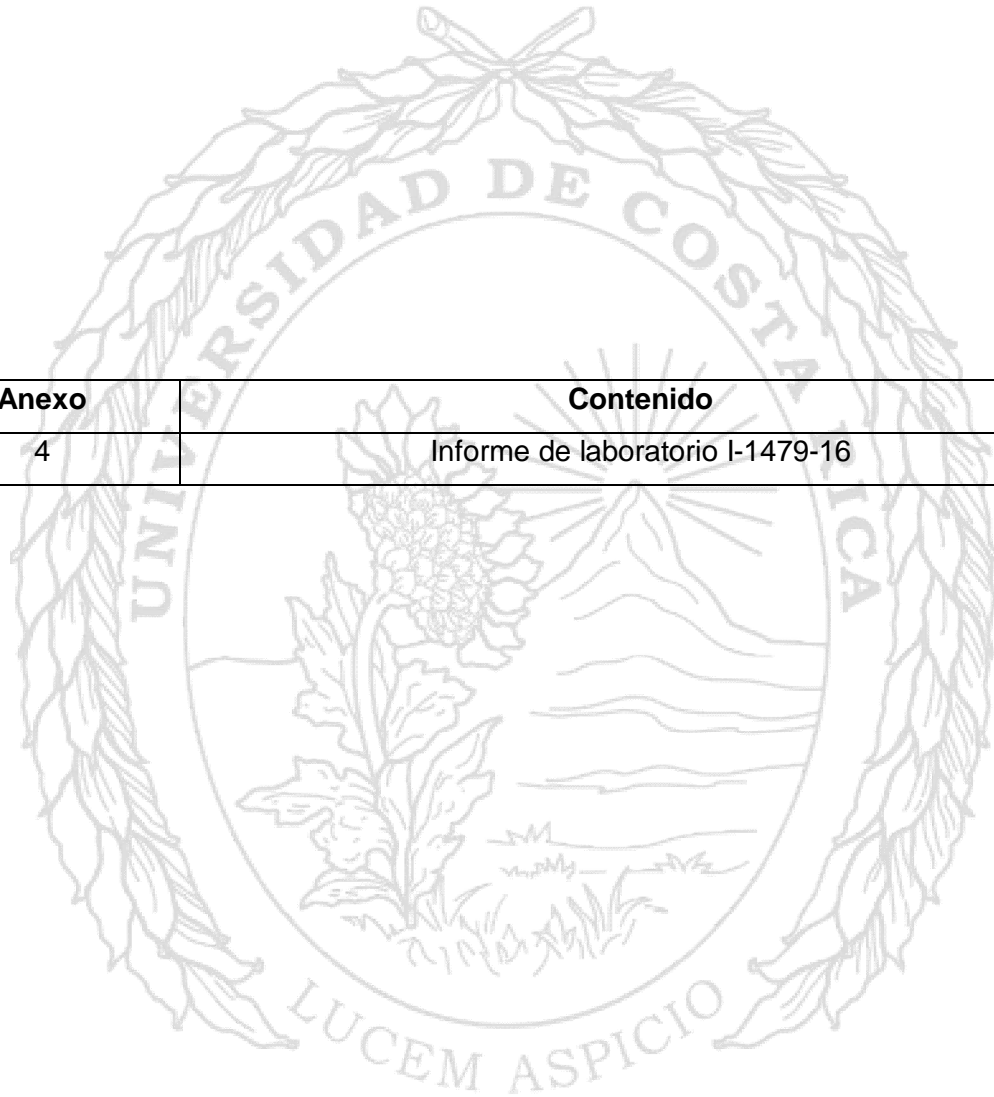 UNIVERSIDAD DE COSTA RICA
Anexo Contenido
4 Informe de laboratorio I-1479-16
LUCEM ASPICIO